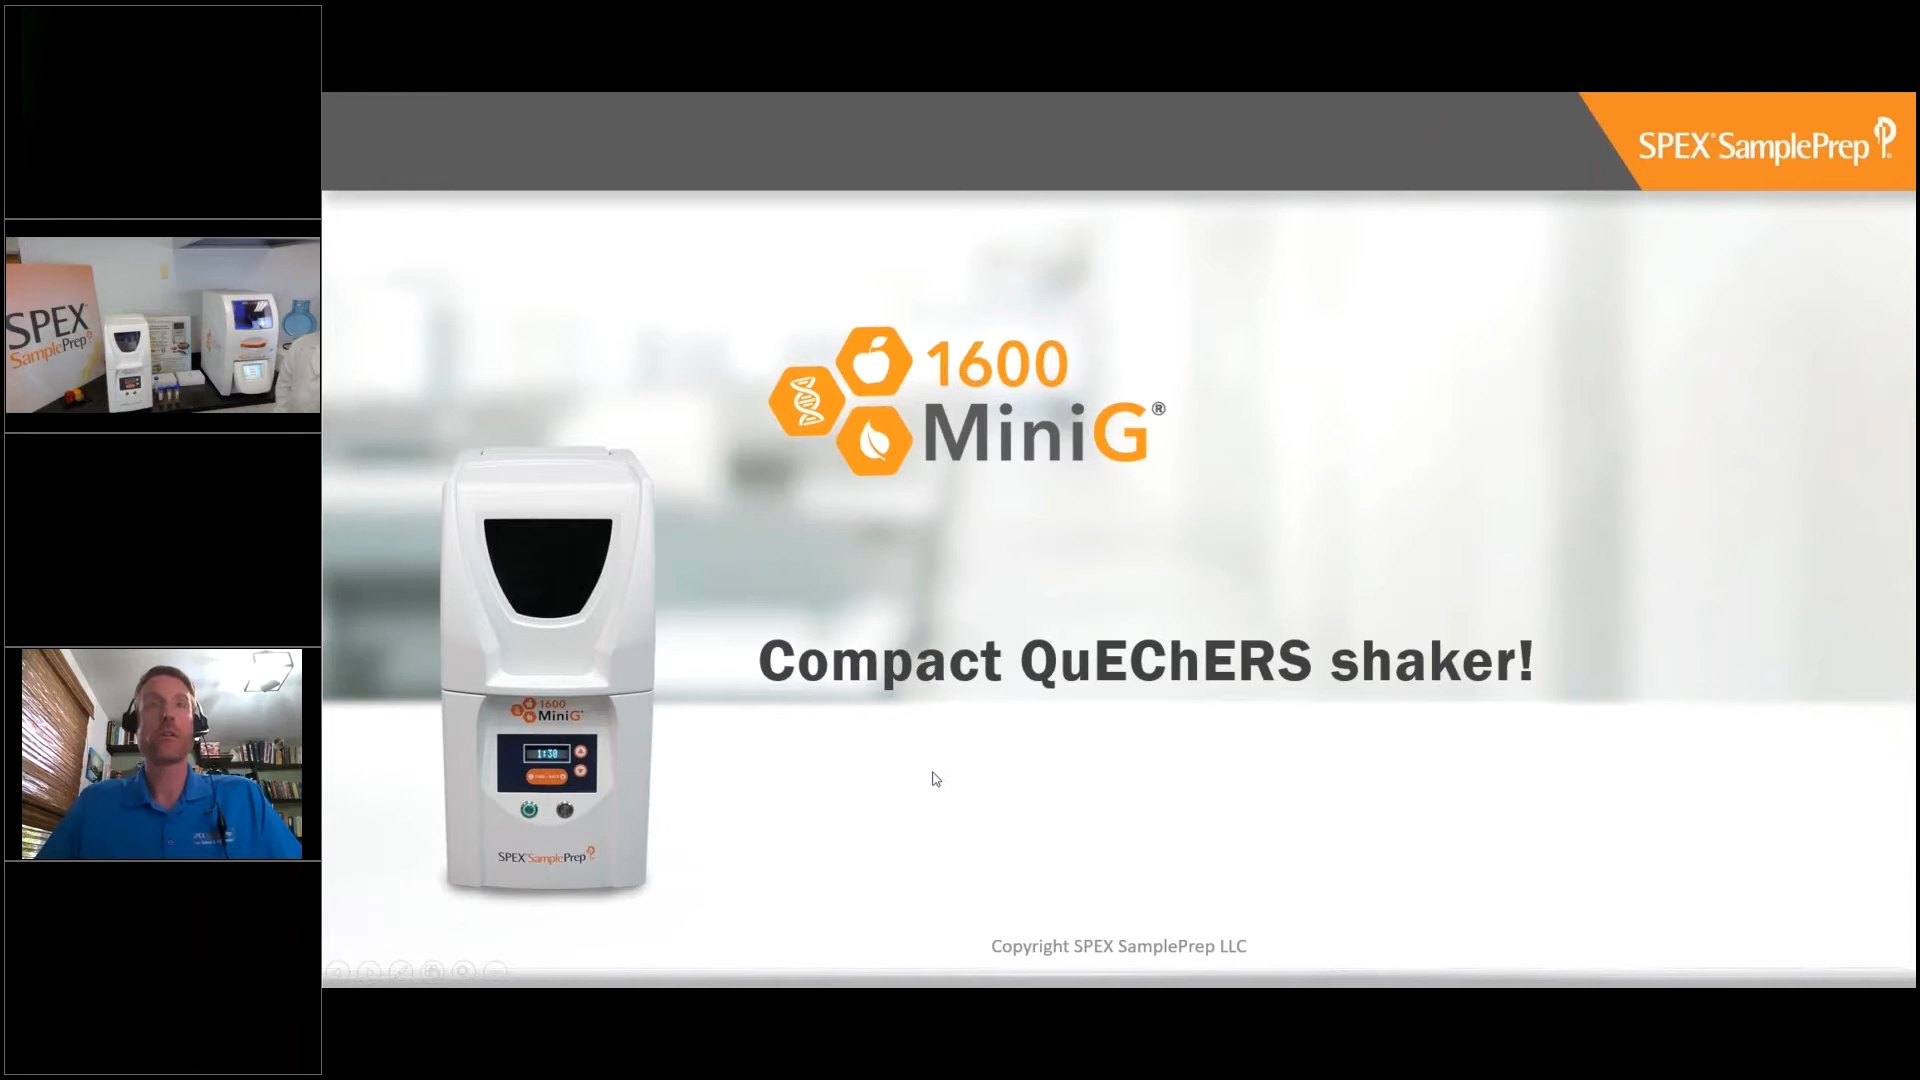 SPEX® SamplePrep
SPEX®
SamplePrep
1600
MiniG®
Compact QuEChERS shaker!
1600
MiniG®
1:30
SPEX® SamplePrep
Copyright SPEX SamplePrep LLC